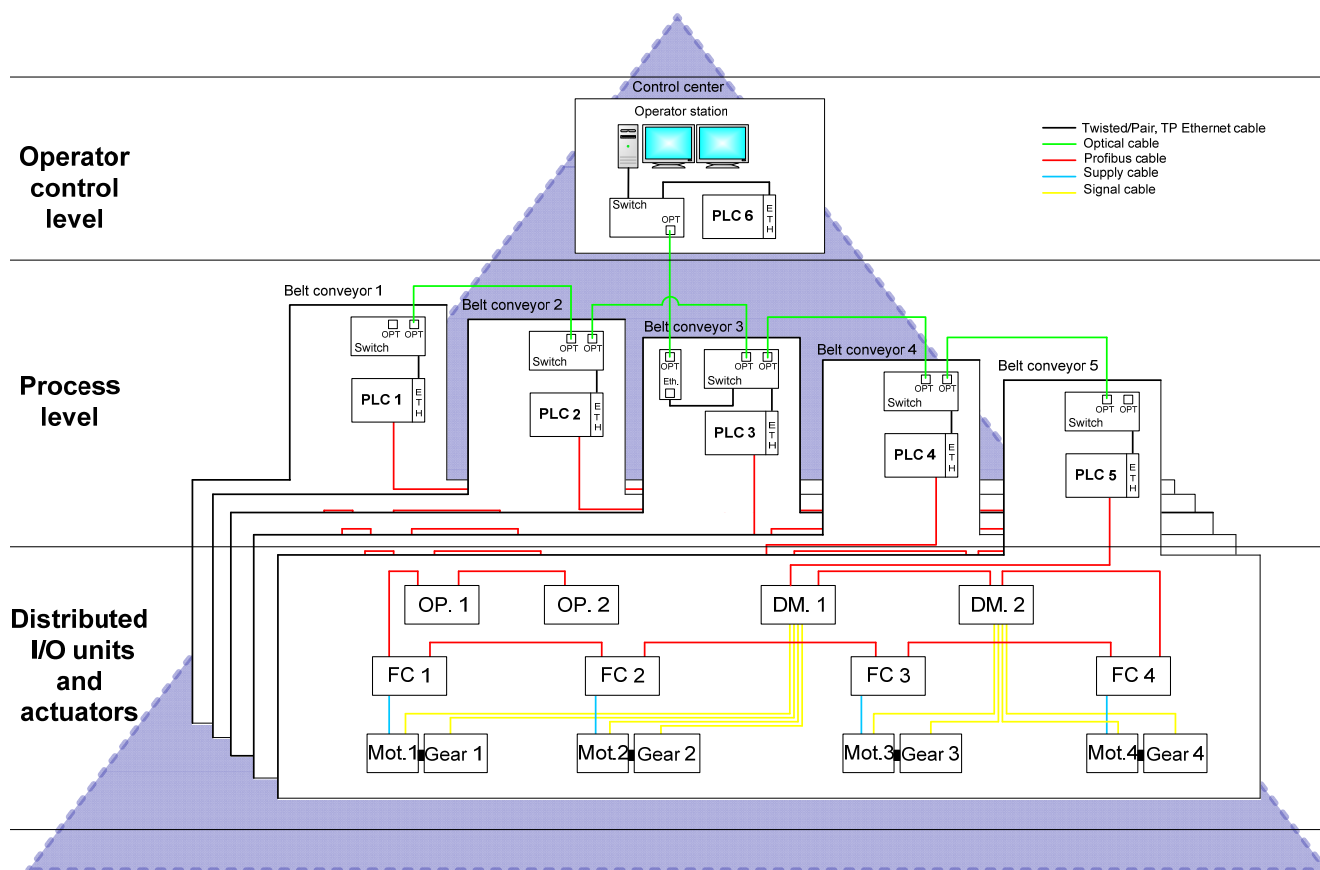 Control center
Operator station
Switch
OPT
PLC 6
E
T
H
Twisted/Pair, TP Ethernet cable
Optical cable
Profibus cable
Supply cable
Signal cable
Operator
control
level
Belt conveyor 1
OPT
OPT
Switch
PLC 1
E
T
H
Belt conveyor 2
OPT
OPT
Switch
PLC 2
E
T
H
Belt conveyor 3
OPT
Eth.
OPT
OPT
Switch
PLC 3
E
T
H
Belt conveyor 4
OPT
OPT
Switch
PLC 4
E
T
H
Belt conveyor 5
OPT
OPT
Switch
PLC 5
E
T
H
Process
level
Distributed
I/O units
and
actuators
OP. 1
OP. 2
DM. 1
DM. 2
FC 1
FC 2
FC 3
FC 4
Mot.1
Gear 1
Mot.2
Gear 2
Mot.3
Gear 3
Mot.4
Gear 4